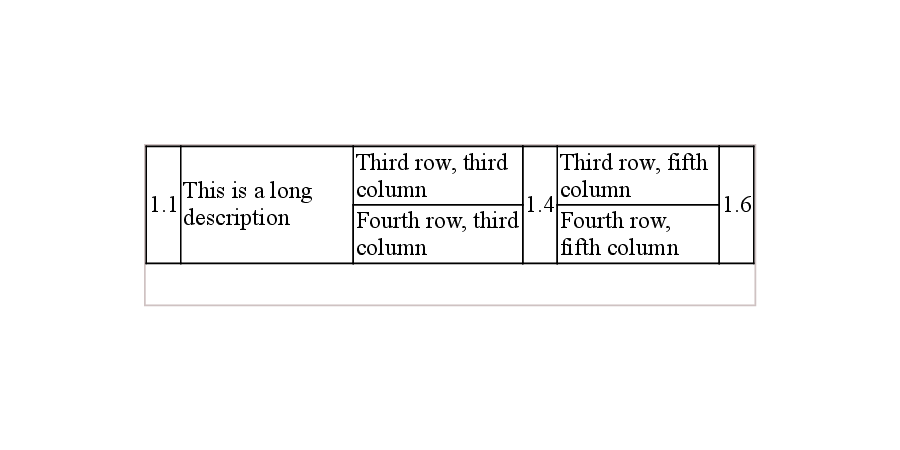 1.1
This is a long
description
Third row, third
column
Fourth row, third
column
1.4
Third row, fifth
column
Fourth row,
fifth column
1.6